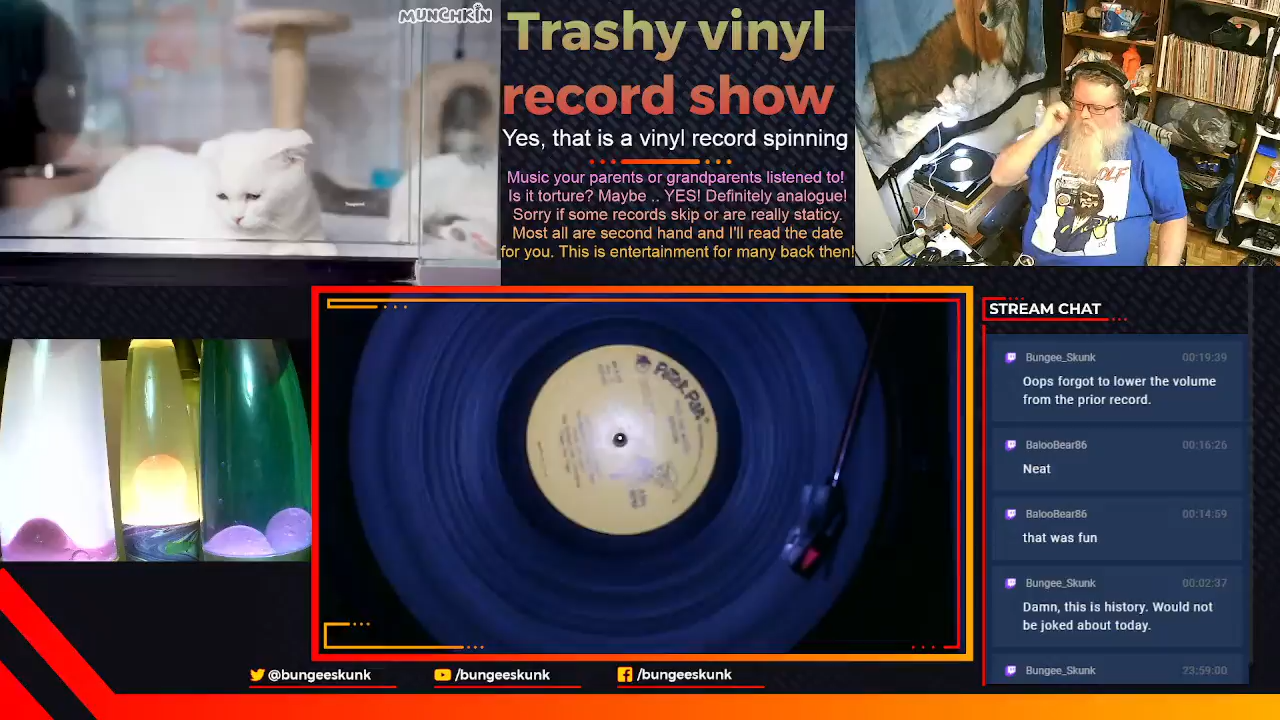 MUNCHKIN
Trashy vinyl
record show
Yes, that is a vinyl record spinning
Music your parents or grandparents listened to!
Is it torture? Maybe .. YES! Definitely analogue!
Sorry if some records skip or are really staticy.
Most all are second hand and I'll read the date
for you. This is entertainment for many back then!
Peter Pan
STREAM CHAT
Bungee_Skunk 00:19:39
Oops forgot to lower the volume
from the prior record.
BalooBear86 00:16:26
Neat
BalooBear86 00:14:59
that was fun
Bungee_Skunk 00:02:37
Damn, this is history. Would not
be joked about today.
Bungee_Skunk 23:59:00
@bungeeskunk
/bungeeskunk
/bungeeskunk